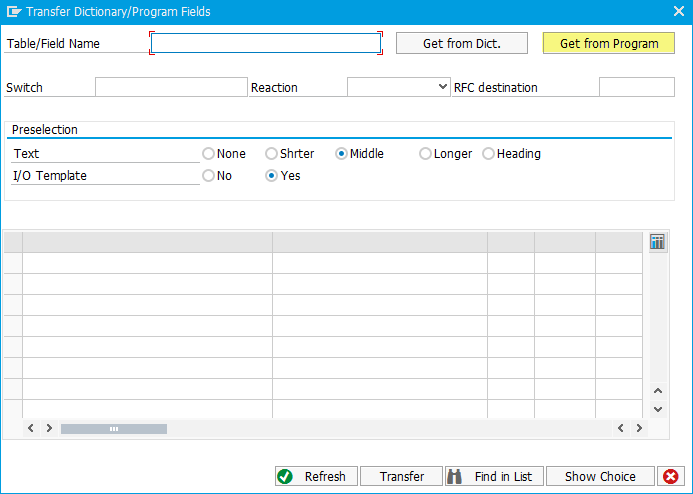 Transfer Dictionary/Program Fields
Table/Field Name Get from Dict. Get from Program
Switch Reaction RFC destination
Preselection
Text None Shrter Middle Longer Heading
I/O Template No Yes
Refresh Transfer Find in List Show Choice